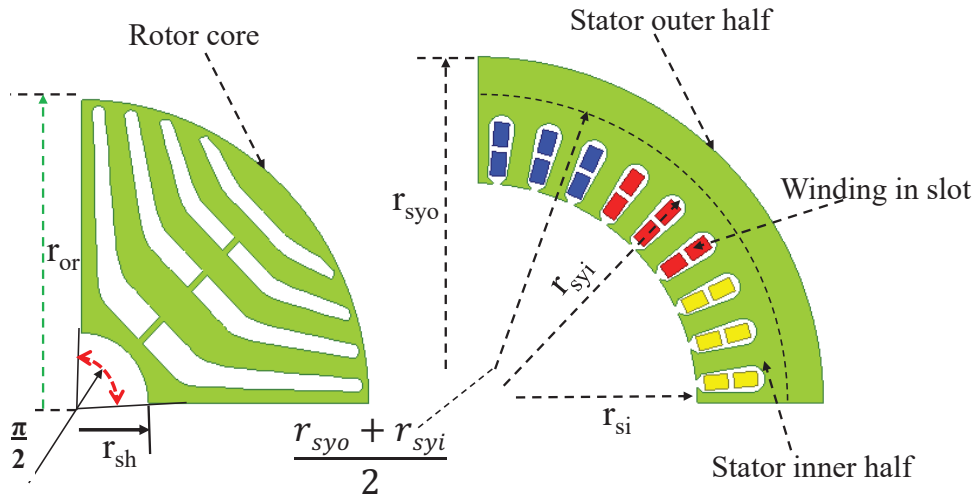 Rotor core
Stator outer half
r_syo
Winding in slot
r_or
r_syi
π/2
r_sh
r_si
(r_syo + r_syi)/2
Stator inner half